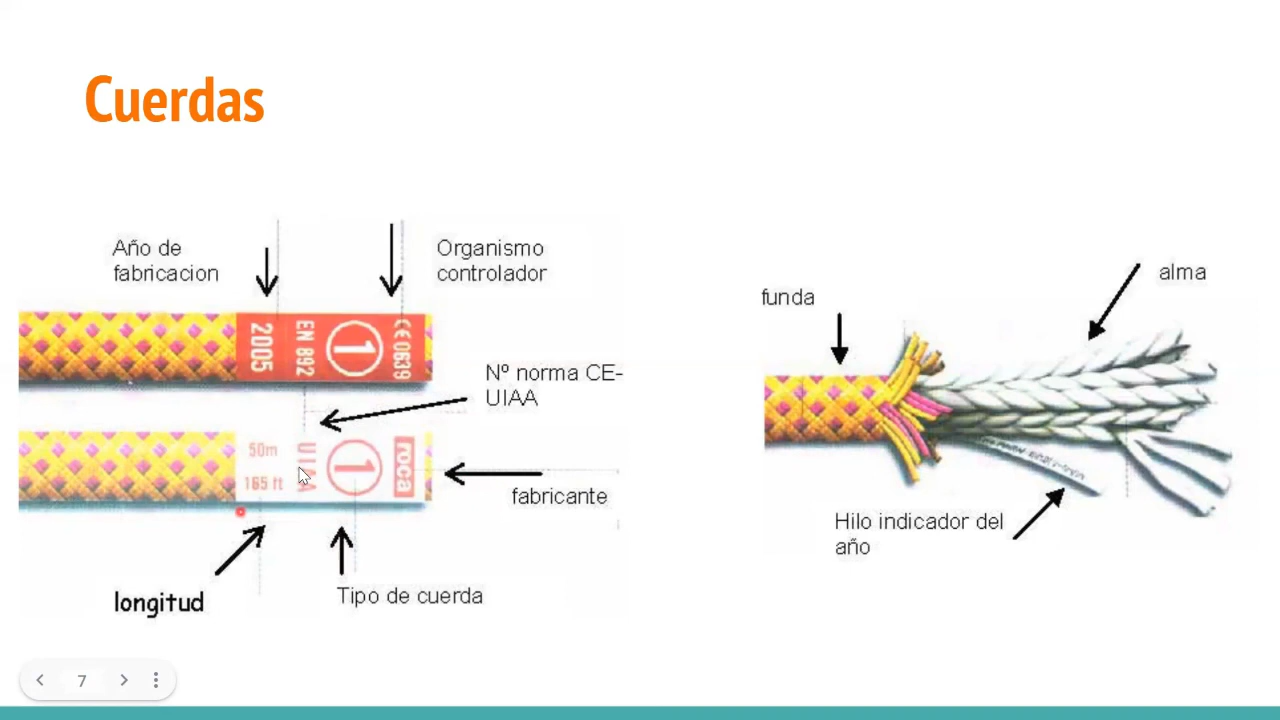 Cuerdas
Año de
fabricacion
Organismo
controlador
2005
EN 892
1
CE 0639
Nº norma CE-
UIAA
50m
165 ft
UIAA
1
roca
fabricante
longitud
Tipo de cuerda
funda
alma
Hilo indicador del
año
7